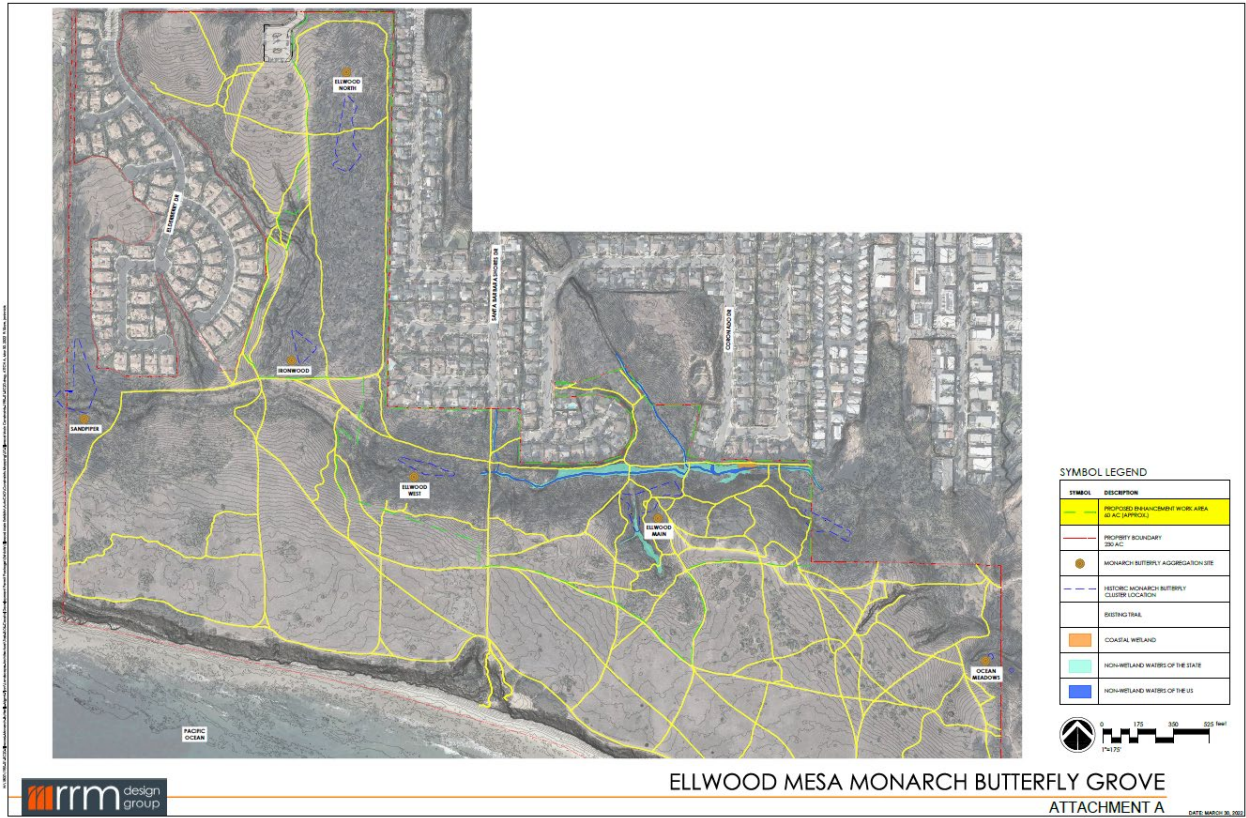 ELLWOOD
NORTH
ELDERBERRY DR
SANTA BARBARA SHORES DR
CORONADO DR
IRONWOOD
SANDPIPER
ELLWOOD
WEST
ELLWOOD
MAIN
OCEAN
MEADOWS
PACIFIC
OCEAN
SYMBOL LEGEND
SYMBOL DESCRIPTION
PROPOSED ENHANCEMENT WORK AREA
60 AC (APPROX.)
PROPERTY BOUNDARY
230 AC
MONARCH BUTTERFLY AGGREGATION SITE
HISTORIC MONARCH BUTTERFLY
CLUSTER LOCATION
EXISTING TRAIL
COASTAL WETLAND
NON-WETLAND WATERS OF THE STATE
NON-WETLAND WATERS OF THE US
0 175 350 525 feet
1"=175'
rrm design
group
ELLWOOD MESA MONARCH BUTTERFLY GROVE
ATTACHMENT A
DATE: MARCH 30, 2022